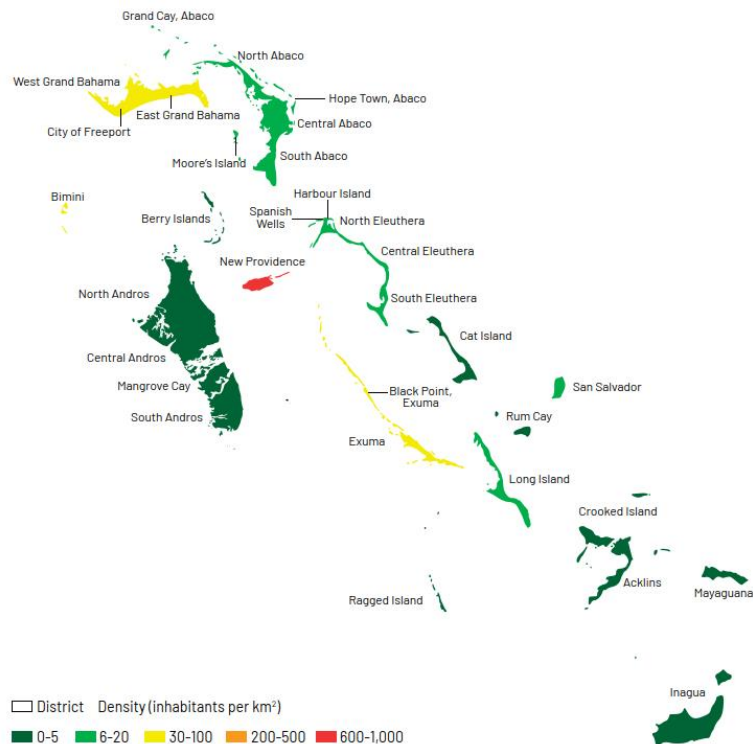 Grand Cay, Abaco
North Abaco
West Grand Bahama
Hope Town, Abaco
East Grand Bahama
Central Abaco
City of Freeport
South Abaco
Moore's Island
Harbour Island
Bimini
Spanish
Wells
Berry Islands
North Eleuthera
Central Eleuthera
New Providence
North Andros
South Eleuthera
Cat Island
Central Andros
Mangrove Cay
Black Point,
Exuma
San Salvador
South Andros
Rum Cay
Exuma
Long Island
Crooked Island
Acklins
Mayaguana
Ragged Island
Inagua
District Density (inhabitants per km²)
0-5 6-20 30-100 200-500 600-1,000